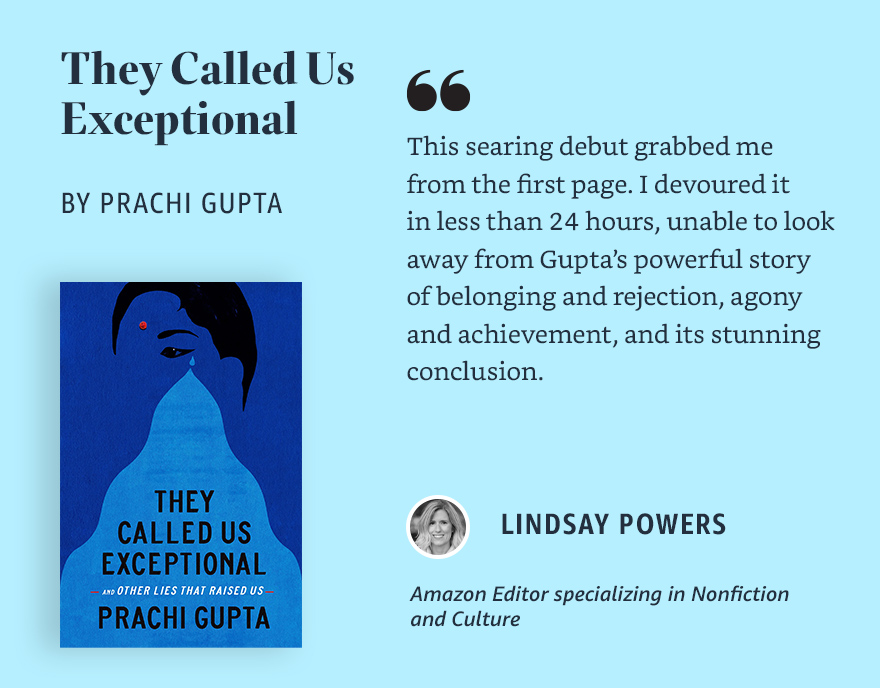 They Called Us
Exceptional
BY PRACHI GUPTA
THEY
CALLED US
EXCEPTIONAL
AND OTHER LIES THAT RAISED US
PRACHI GUPTA
“
This searing debut grabbed me
from the first page. I devoured it
in less than 24 hours, unable to look
away from Gupta’s powerful story
of belonging and rejection, agony
and achievement, and its stunning
conclusion.
LINDSAY POWERS
Amazon Editor specializing in Nonfiction
and Culture